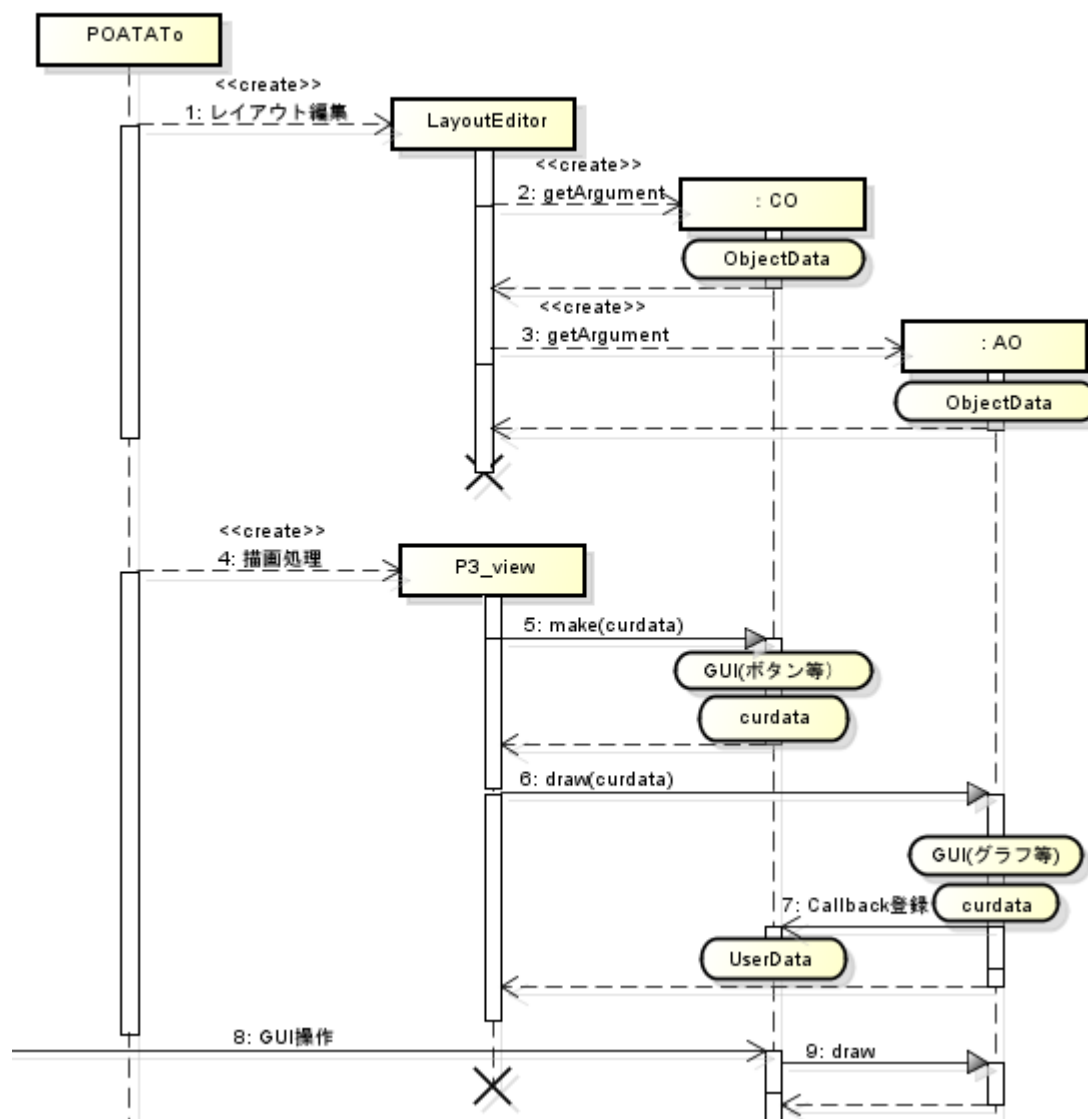 POATATo
<<create>>
1: レイアウト編集
LayoutEditor
<<create>>
2: getArgument
: CO
ObjectData
<<create>>
3: getArgument
: AO
ObjectData
<<create>>
4: 描画処理
P3_view
5: make(curdata)
GUI(ボタン等)
curdata
6: draw(curdata)
GUI(グラフ等)
7: Callback登録
curdata
UserData
8: GUI操作
9: draw